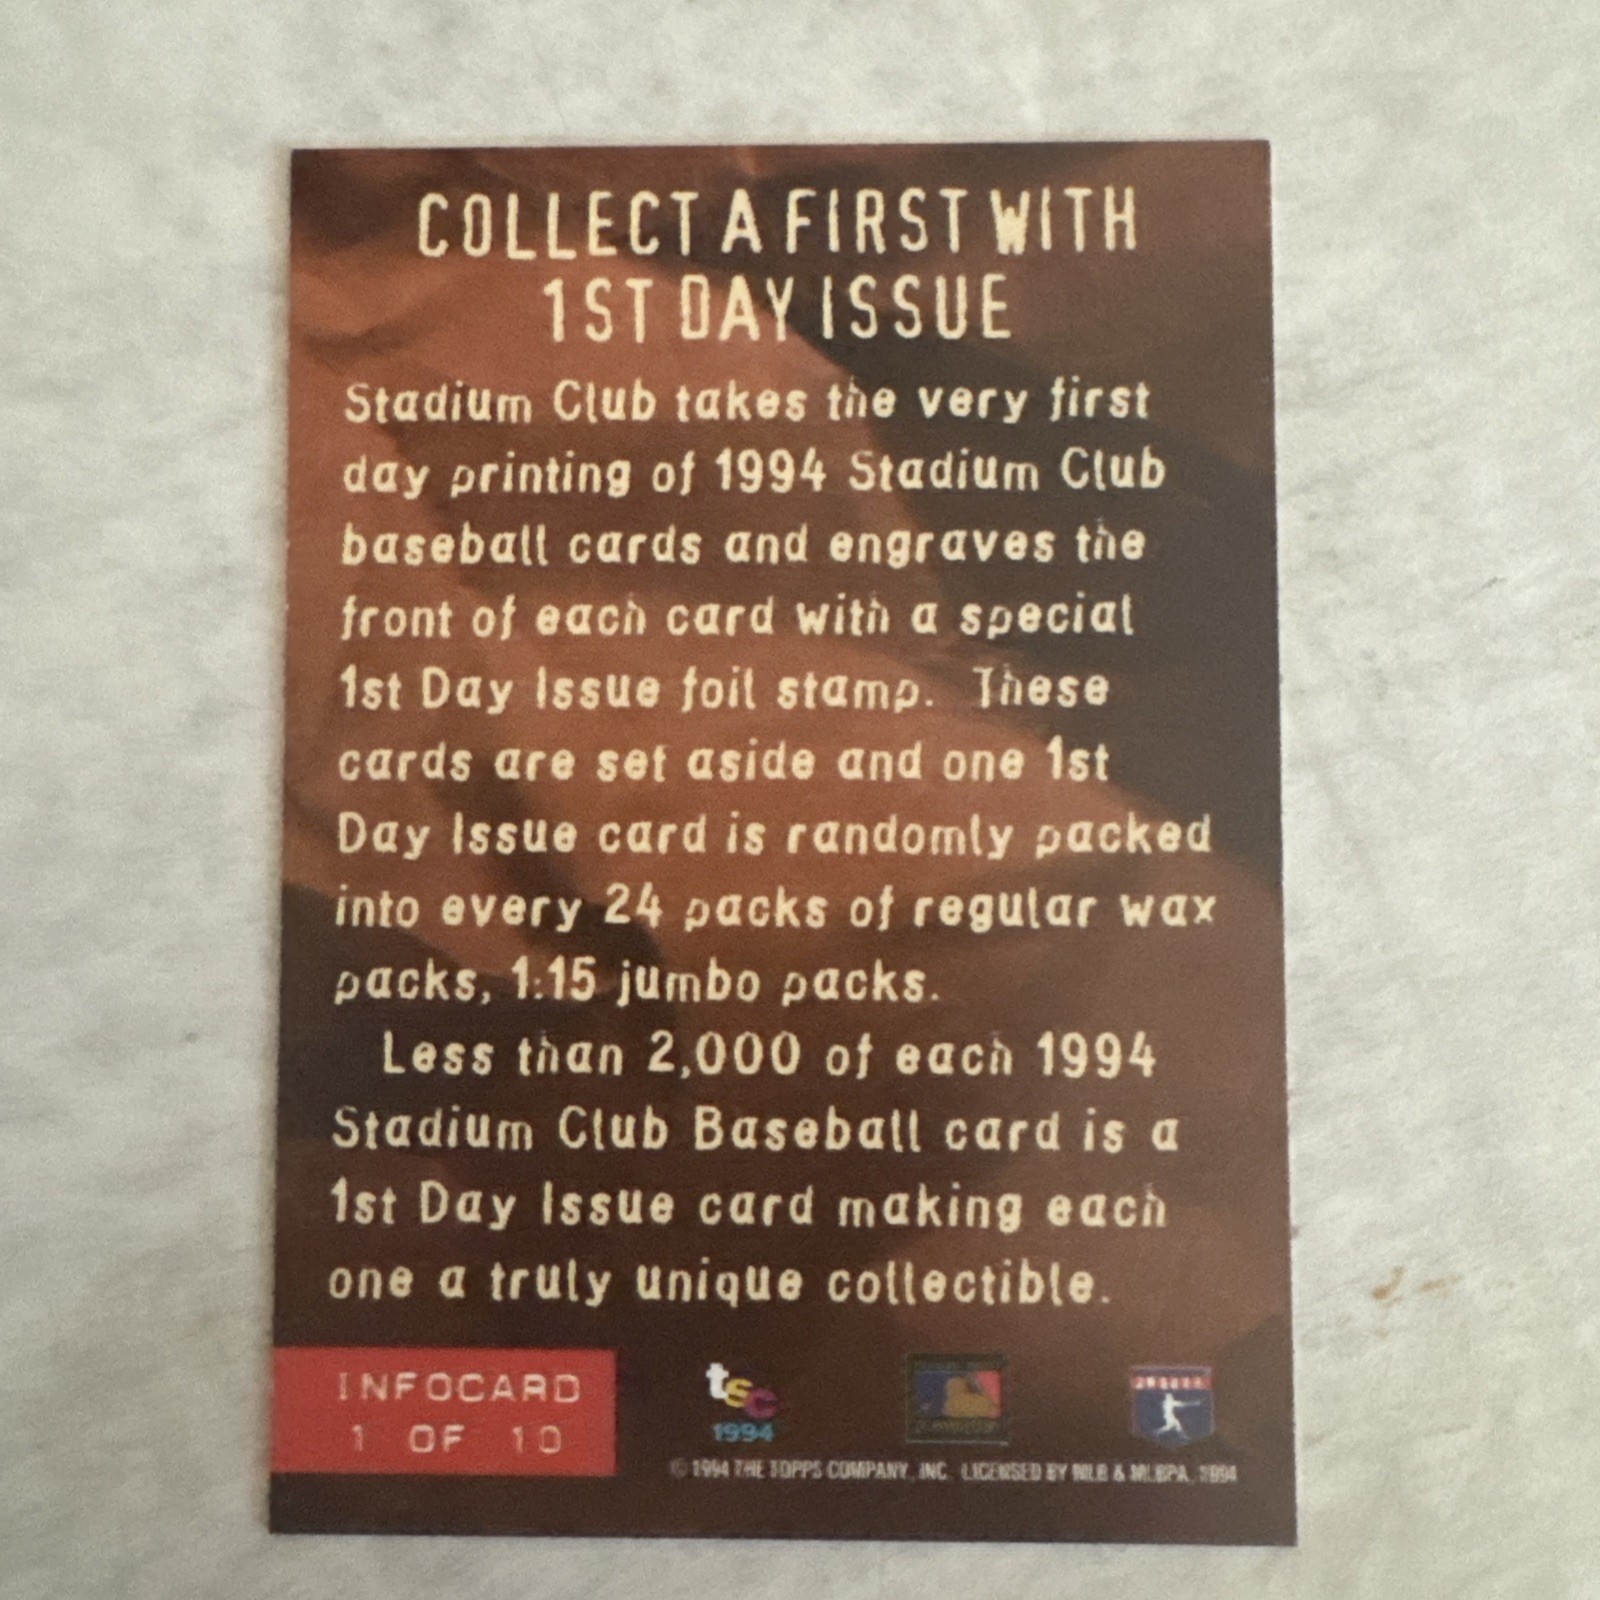 COLLECT A FIRST WITH
1ST DAY ISSUE
Stadium Club takes the very first
day printing of 1994 Stadium Club
baseball cards and engraves the
front of each card with a special
1st Day Issue foil stamp. These
cards are set aside and one 1st
Day Issue card is randomly packed
into every 24 packs of regular wax
packs, 1:15 jumbo packs.
Less than 2,000 of each 1994
Stadium Club Baseball card is a
1st Day Issue card making each
one a truly unique collectible.
INFOCARD
1 OF 10
tsc
1994
© 1994 THE TOPPS COMPANY, INC. LICENSED BY MLB & MLBPA, 1994